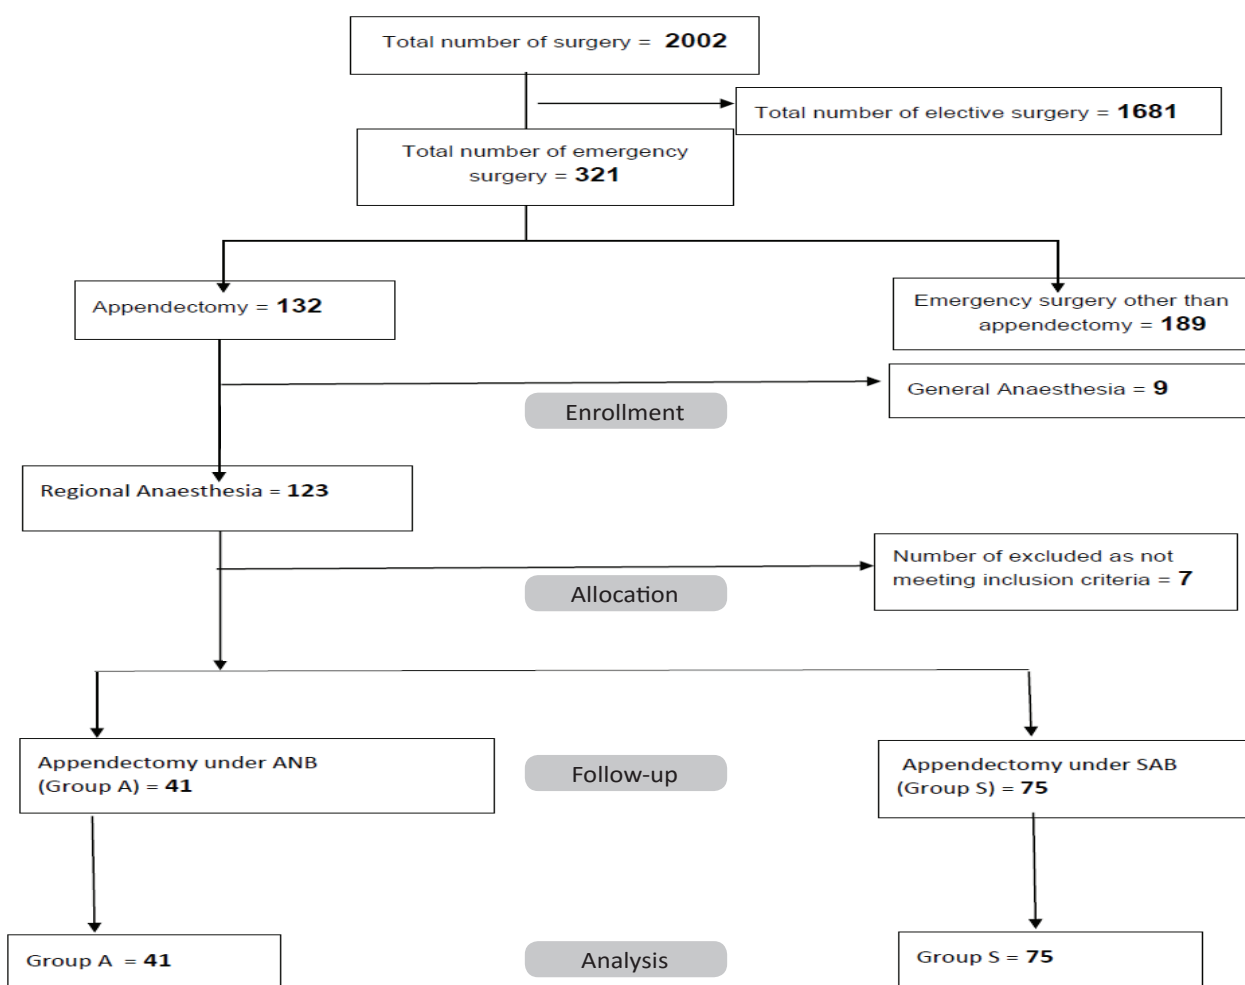 Total number of surgery = 2002
Total number of elective surgery = 1681
Total number of emergency
surgery = 321
Appendectomy = 132
Emergency surgery other than
appendectomy = 189
General Anaesthesia = 9
Enrollment
Regional Anaesthesia = 123
Number of excluded as not
meeting inclusion criteria = 7
Allocation
Appendectomy under ANB
(Group A) = 41
Follow-up
Appendectomy under SAB
(Group S) = 75
Group A = 41
Analysis
Group S = 75